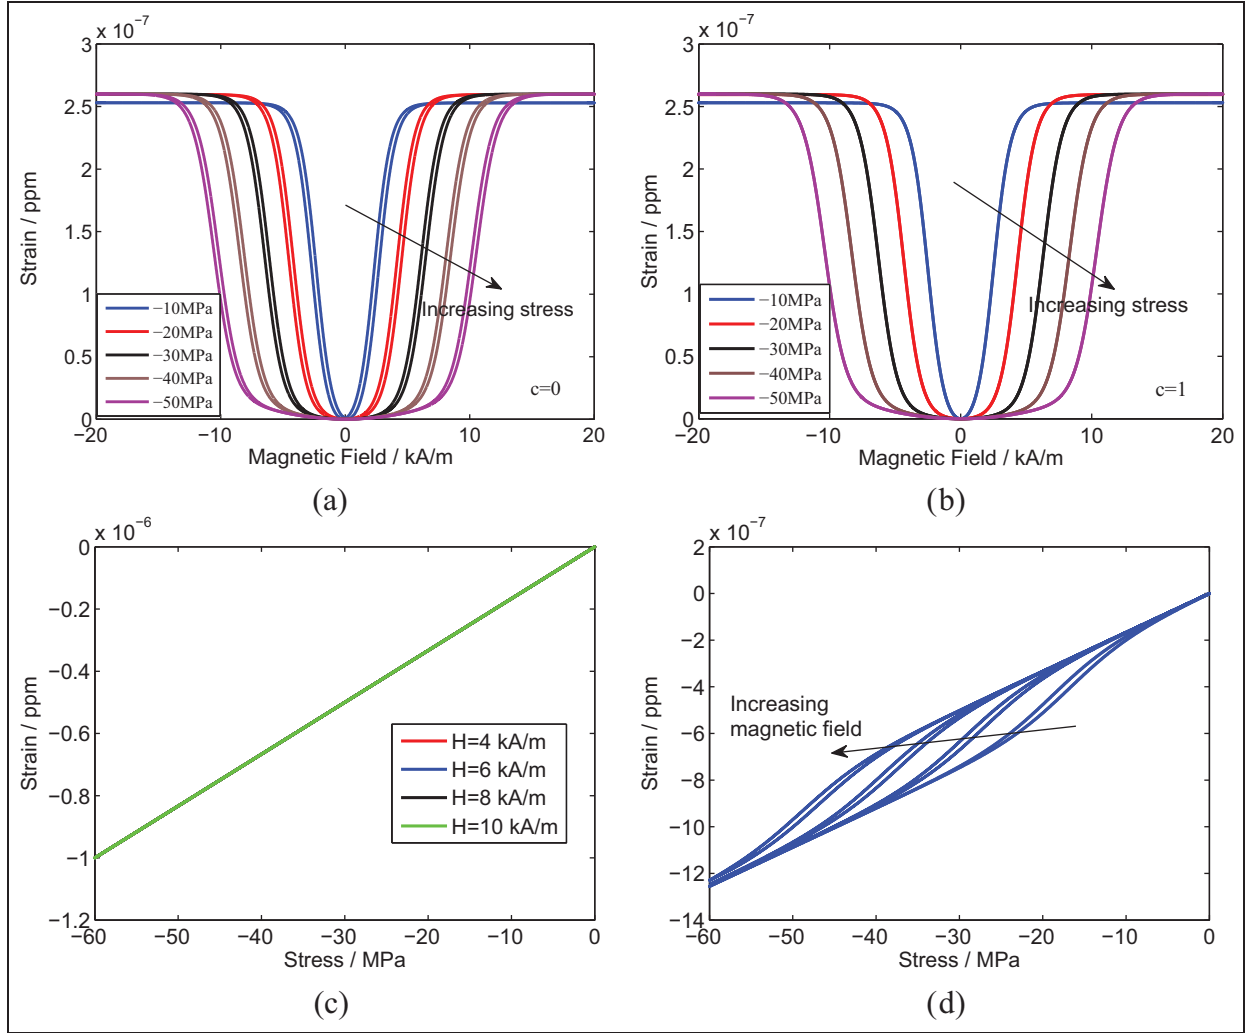 x 10⁻⁷
3
2.5
2
1.5
1
0.5
0
Strain / ppm
−10MPa
−20MPa
−30MPa
−40MPa
−50MPa
Increasing stress
c=0
−20 −10 0 10 20
Magnetic Field / kA/m
(a)
x 10⁻⁷
3
2.5
2
1.5
1
0.5
0
Strain / ppm
−10MPa
−20MPa
−30MPa
−40MPa
−50MPa
Increasing stress
c=1
−20 −10 0 10 20
Magnetic Field / kA/m
(b)
x 10⁻⁶
0
−0.2
−0.4
−0.6
−0.8
−1
−1.2
Strain / ppm
H=4 kA/m
H=6 kA/m
H=8 kA/m
H=10 kA/m
−60 −50 −40 −30 −20 −10 0
Stress / MPa
(c)
x 10⁻⁷
2
0
−2
−4
−6
−8
−10
−12
−14
Strain / ppm
Increasing
magnetic field
−60 −50 −40 −30 −20 −10 0
Stress / MPa
(d)